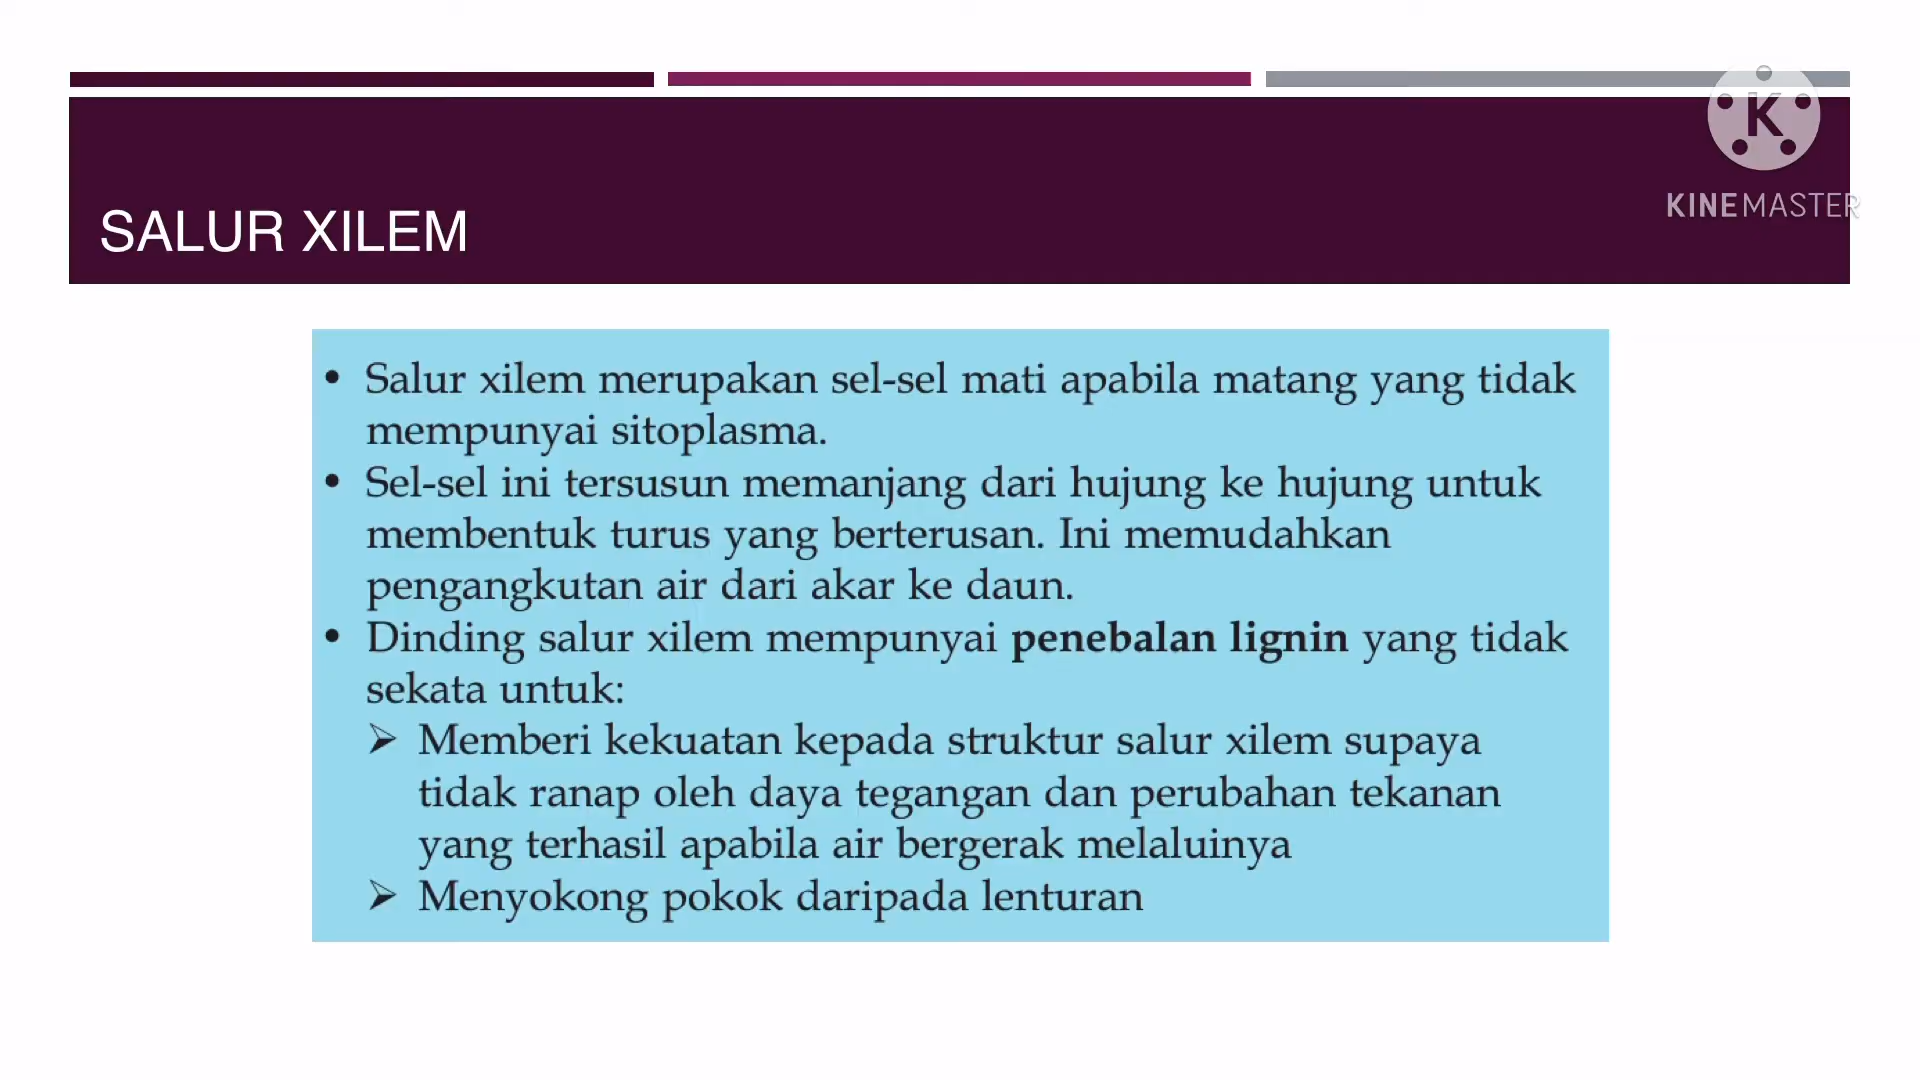 KINEMASTER
SALUR XILEM
• Salur xilem merupakan sel-sel mati apabila matang yang tidak
mempunyai sitoplasma.
• Sel-sel ini tersusun memanjang dari hujung ke hujung untuk
membentuk turus yang berterusan. Ini memudahkan
pengangkutan air dari akar ke daun.
• Dinding salur xilem mempunyai penebalan lignin yang tidak
sekata untuk:
➢ Memberi kekuatan kepada struktur salur xilem supaya
tidak ranap oleh daya tegangan dan perubahan tekanan
yang terhasil apabila air bergerak melaluinya
➢ Menyokong pokok daripada lenturan